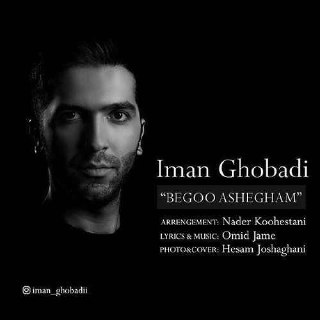 Iman Ghobadi
“BEGOO ASHEGHAM”
ARRENGEMENT: Nader Koohestani
LYRICS & MUSIC: Omid Jame
PHOTO&COVER: Hesam Joshaghani
iman_ghobadii